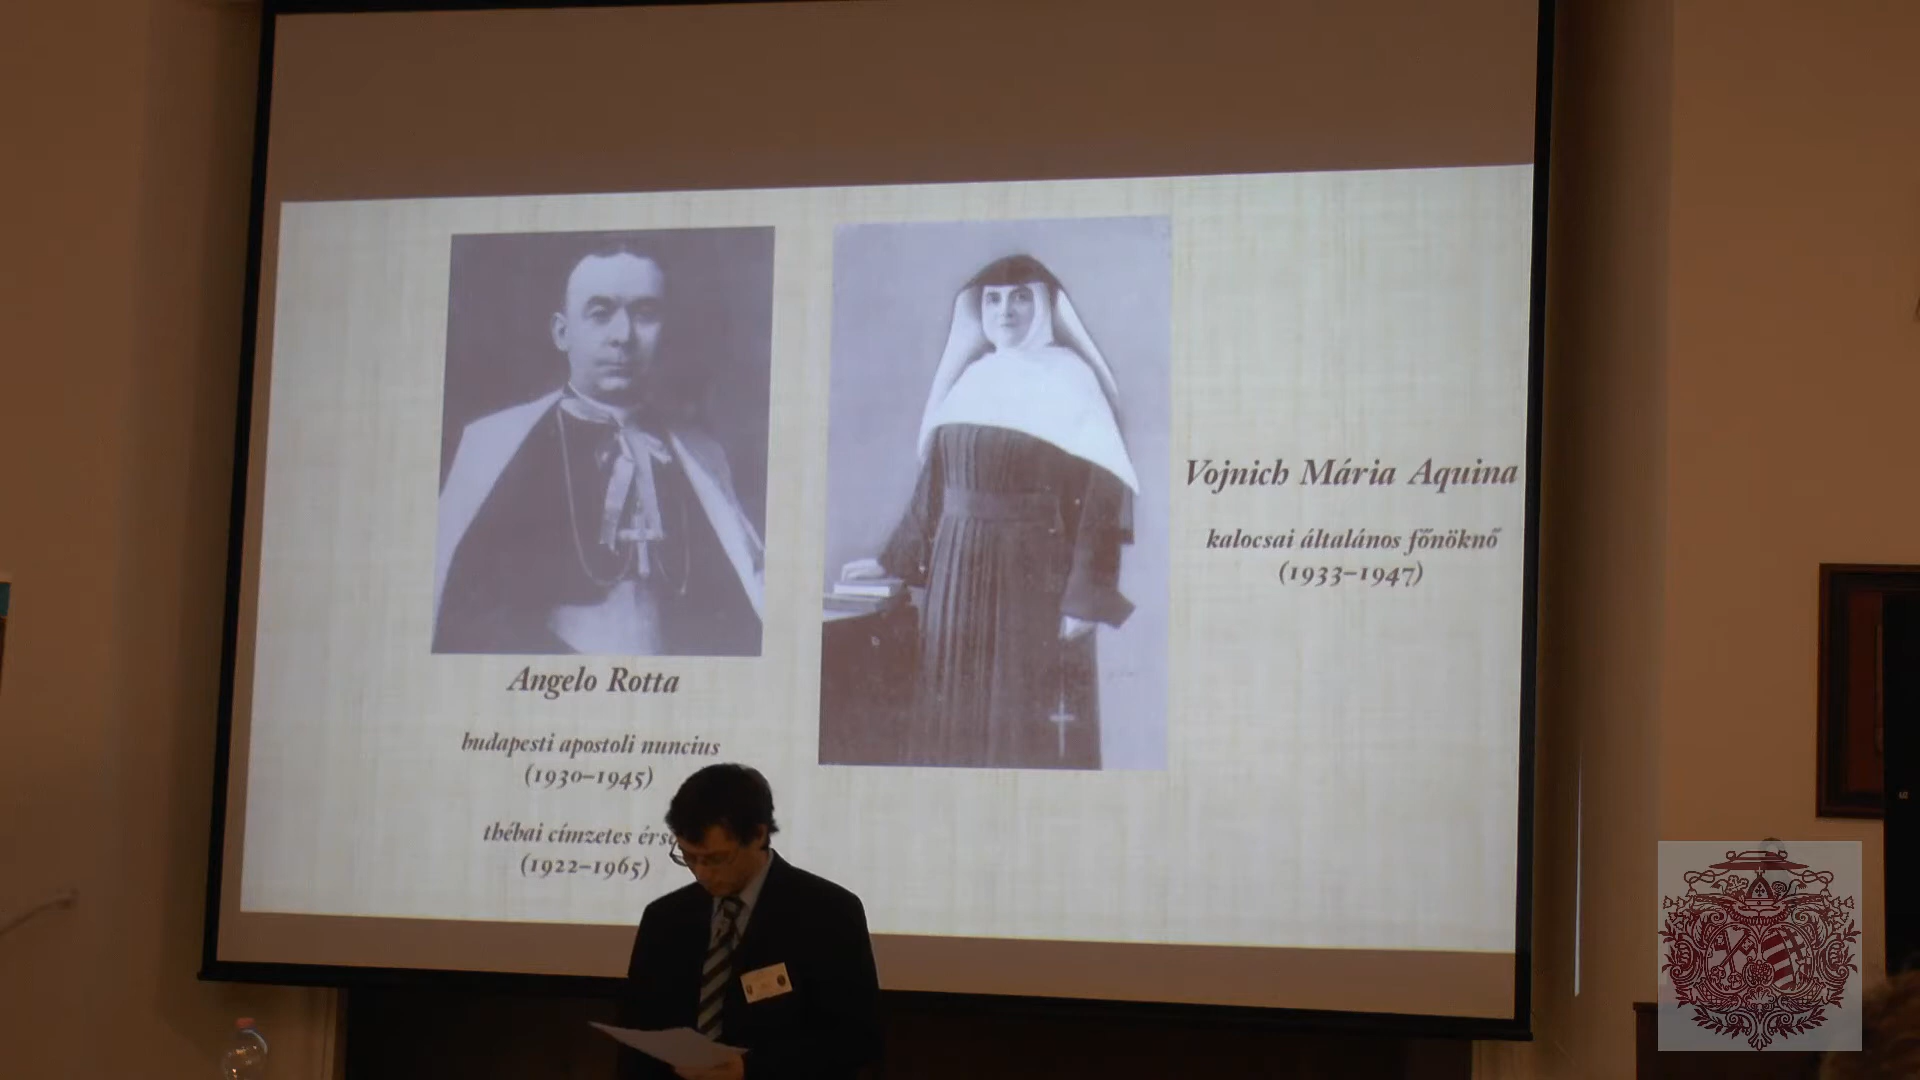 Angelo Rotta
budapesti apostoli nuncius
(1930–1945)
thébai címzetes
(1922–1965)
Vojnich Mária Aquina
kalocsai általános főnöknő
(1933–1947)